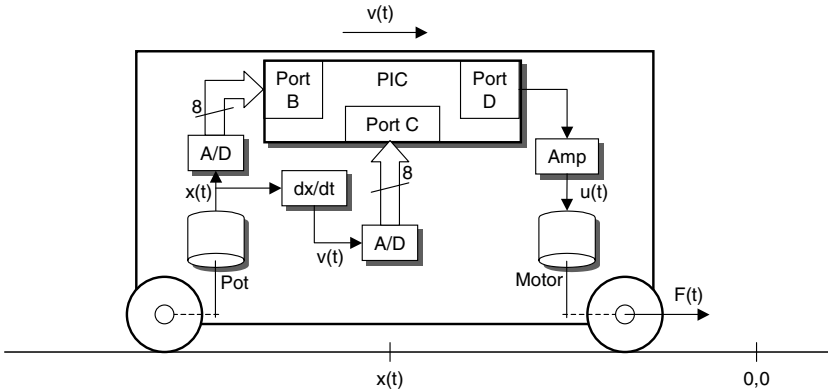 v(t)
Port
B
PIC
Port
D
Port C
8
A/D
Amp
x(t)
dx/dt
8
u(t)
A/D
v(t)
Pot
Motor
F(t)
x(t)
0,0